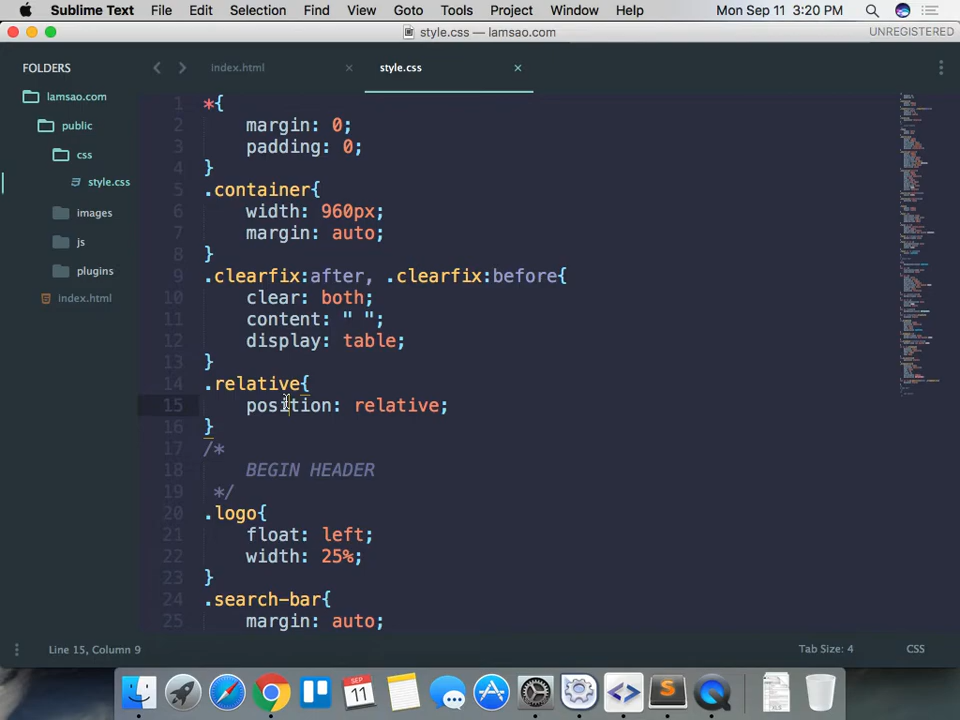 Sublime Text File Edit Selection Find View Goto Tools Project Window Help Mon Sep 11 3:20 PM
style.css — lamsao.com UNREGISTERED
FOLDERS
lamsao.com
public
css
style.css
images
js
plugins
index.html
index.html × style.css ×
1 *{
2 margin: 0;
3 padding: 0;
4 }
5 .container{
6 width: 960px;
7 margin: auto;
8 }
9 .clearfix:after, .clearfix:before{
10 clear: both;
11 content: " ";
12 display: table;
13 }
14 .relative{
15 position: relative;
16 }
17 /*
18 BEGIN HEADER
19 */
20 .logo{
21 float: left;
22 width: 25%;
23 }
24 .search-bar{
25 margin: auto;
Line 15, Column 9 Tab Size: 4 CSS
SEP
11